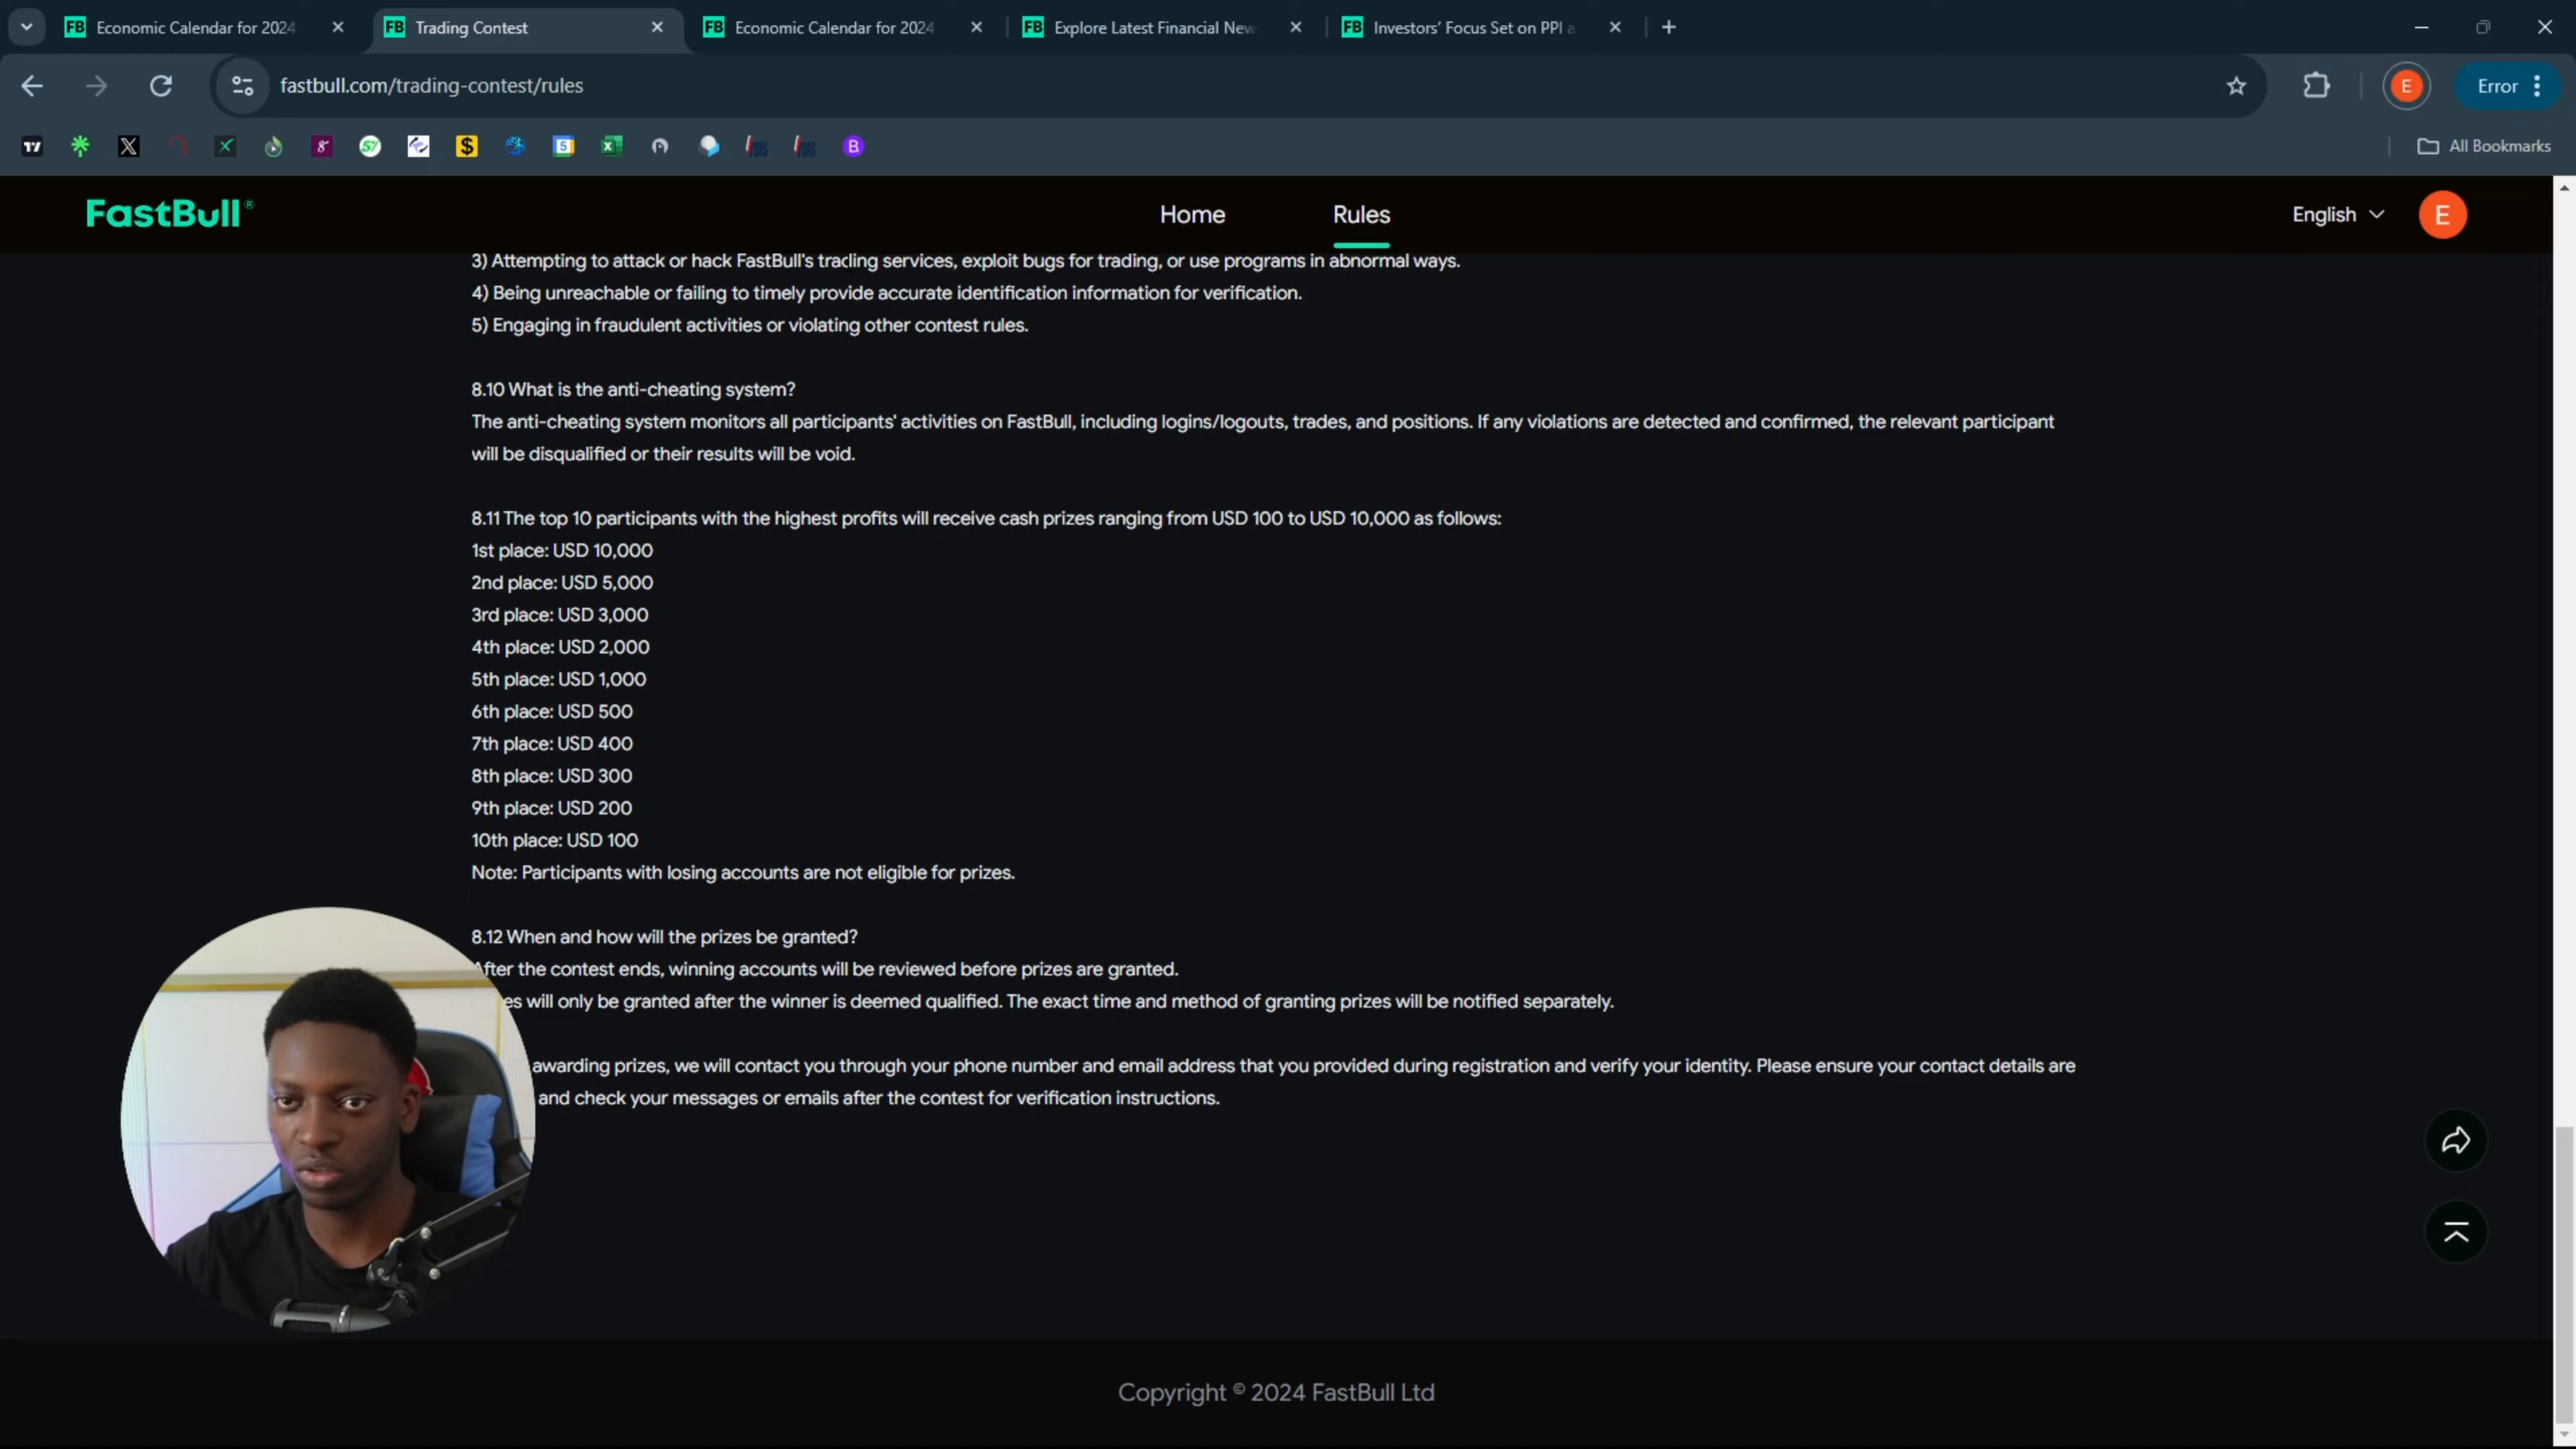 Economic Calendar for 2024
Trading Contest
Economic Calendar for 2024
Explore Latest Financial New
Investors' Focus Set on PPI a
fastbull.com/trading-contest/rules
E
Error
All Bookmarks
FastBull®
Home
Rules
English
E
3) Attempting to attack or hack FastBull's trading services, exploit bugs for trading, or use programs in abnormal ways.
4) Being unreachable or failing to timely provide accurate identification information for verification.
5) Engaging in fraudulent activities or violating other contest rules.
8.10 What is the anti-cheating system?
The anti-cheating system monitors all participants' activities on FastBull, including logins/logouts, trades, and positions. If any violations are detected and confirmed, the relevant participant
will be disqualified or their results will be void.
8.11 The top 10 participants with the highest profits will receive cash prizes ranging from USD 100 to USD 10,000 as follows:
1st place: USD 10,000
2nd place: USD 5,000
3rd place: USD 3,000
4th place: USD 2,000
5th place: USD 1,000
6th place: USD 500
7th place: USD 400
8th place: USD 300
9th place: USD 200
10th place: USD 100
Note: Participants with losing accounts are not eligible for prizes.
8.12 When and how will the prizes be granted?
After the contest ends, winning accounts will be reviewed before prizes are granted.
es will only be granted after the winner is deemed qualified. The exact time and method of granting prizes will be notified separately.
awarding prizes, we will contact you through your phone number and email address that you provided during registration and verify your identity. Please ensure your contact details are
and check your messages or emails after the contest for verification instructions.
Copyright © 2024 FastBull Ltd